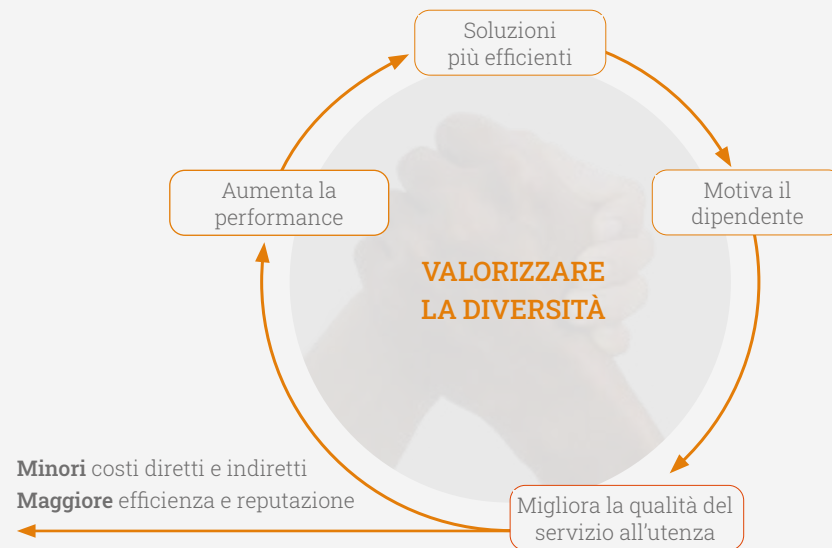 Soluzioni
più efficienti
Aumenta la
performance
Motiva il
dipendente
VALORIZZARE
LA DIVERSITÀ
Minori costi diretti e indiretti
Maggiore efficienza e reputazione
Migliora la qualità del
servizio all'utenza